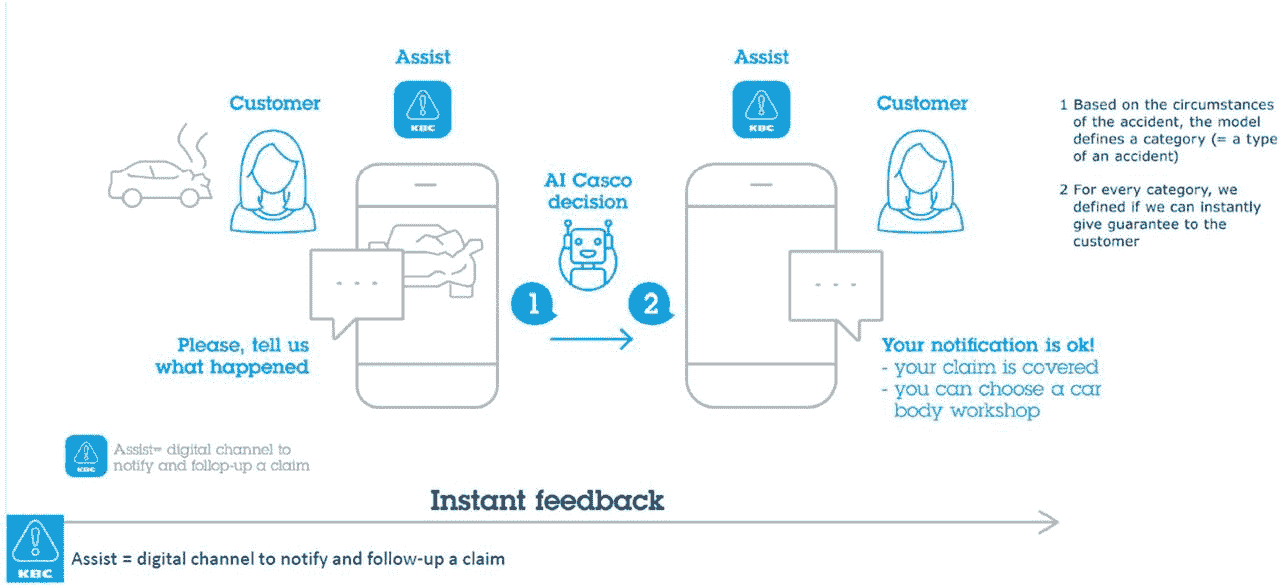 Assist
Assist
Customer
Customer
KBC
KBC
1 Based on the circumstances
of the accident, the model
defines a category (= a type
of an accident)
2 For every category, we
defined if we can instantly
give guarantee to the
customer
AI Casco
decision
...
...
1
2
Please, tell us
what happened
Your notification is ok!
- your claim is covered
- you can choose a car
body workshop
KBC
Assist= digital channel to
notify and follop-up a claim
Instant feedback
KBC
Assist = digital channel to notify and follow-up a claim